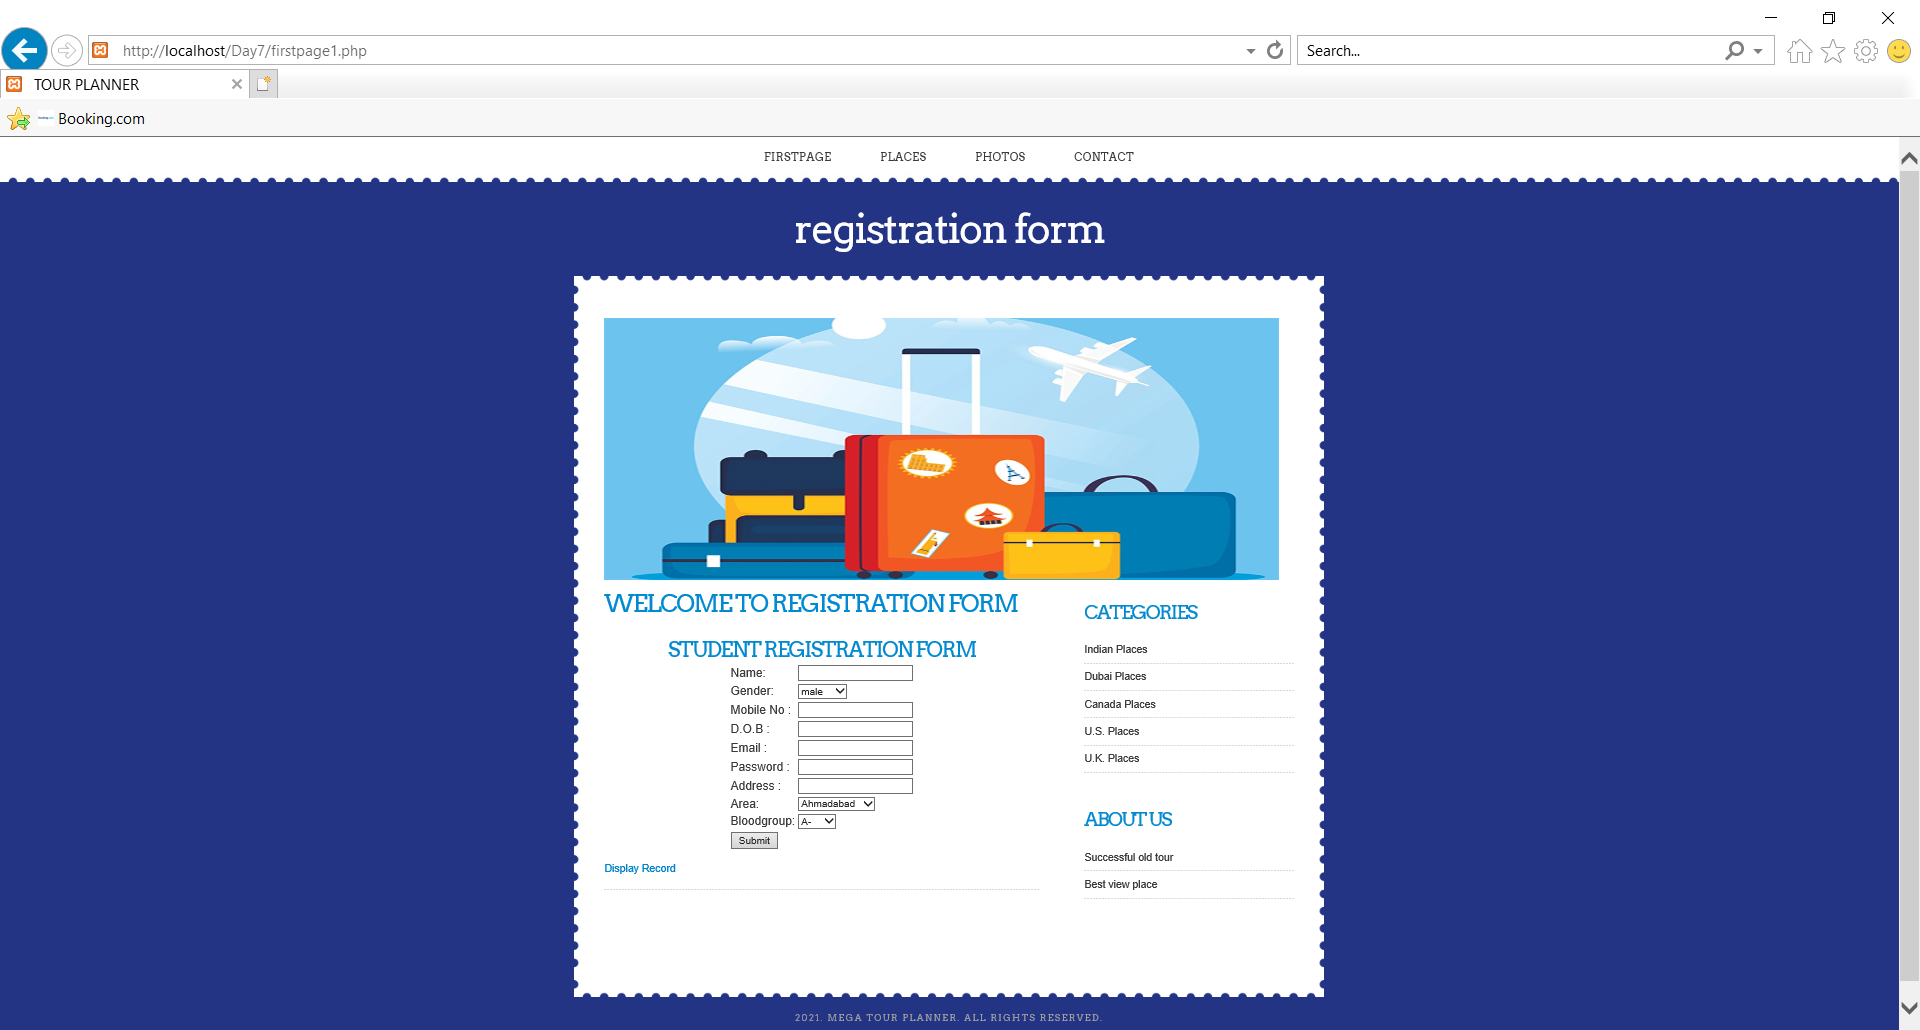 http://localhost/Day7/firstpage1.php
Search...
TOUR PLANNER
Booking.com
FIRSTPAGE PLACES PHOTOS CONTACT
registration form
WELCOME TO REGISTRATION FORM
STUDENT REGISTRATION FORM
Name:
Gender: male
Mobile No :
D.O.B :
Email :
Password :
Address :
Area: Ahmadabad
Bloodgroup: A-
Submit
Display Record
CATEGORIES
Indian Places
Dubai Places
Canada Places
U.S. Places
U.K. Places
ABOUT US
Successful old tour
Best view place
2021. MEGA TOUR PLANNER. ALL RIGHTS RESERVED.